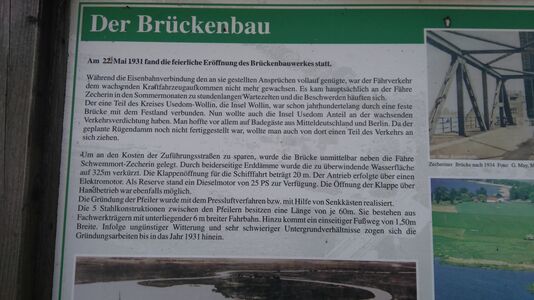 Der Brückenbau
Am 22. Mai 1931 fand die feierliche Eröffnung des Brückenbauwerkes statt.
Während die Eisenbahnverbindung den an sie gestellten Ansprüchen vollauf genügte, war der Fährverkehr
dem wachsnden Kraftfahrzeugaufkommen nicht mehr gewachsen. Es kam hauptsächlich an der Fähre
Zecherin in den Sommermonaten zu stundenlangen Wartezeiten und die Beschwerden häuften sich.
Der eine Teil des Kreises Usedom-Wollin, die Insel Wollin, war schon jahrhundertelang durch eine feste
Brücke mit dem Festland verbunden. Nun wollte auch die Insel Usedom Anteil an der wachsenden
Verkehrsverdichtung haben. Man hoffte vor allem auf Badegäste aus Mitteldeutschland und Berlin. Da der
geplante Rügendamm noch nicht fertiggestellt war, wollte man auch von dort einen Teil des Verkehrs an
sich ziehen.
Um an den Kosten der Zuführungsstraßen zu sparen, wurde die Brücke unmittelbar neben die Fähre
Schwemmort-Zecherin gelegt. Durch beiderseitige Erddämme wurde die zu überwindende Wasserfläche
auf 325m verkürzt. Die Klappenöffnung für die Schifffahrt beträgt 20 m. Der Antrieb erfolgte über einen
Elektromotor. Als Reserve stand ein Dieselmotor von 25 PS zur Verfügung. Die Öffnung der Klappe über
Handbetrieb war ebenfalls möglich.
Die Gründung der Pfeiler wurde mit dem Pressluftverfahren bzw. mit Hilfe von Senkkästen realisiert.
Die 5 Stahlkonstruktionen zwischen den Pfeilern besitzen eine Länge von je 60m. Sie bestehen aus
Fachwerkträgern mit unterliegender 6 m breiter Fahrbahn. Hinzu kommt ein einseitiger Fußweg von 1,50m
Breite. Infolge ungünstiger Witterung und sehr schwieriger Untergrundverhältnisse zogen sich die
Gründungsarbeiten bis in das Jahr 1931 hinein.
Zecheriner Brücke nach 1934 Foto: G. May,